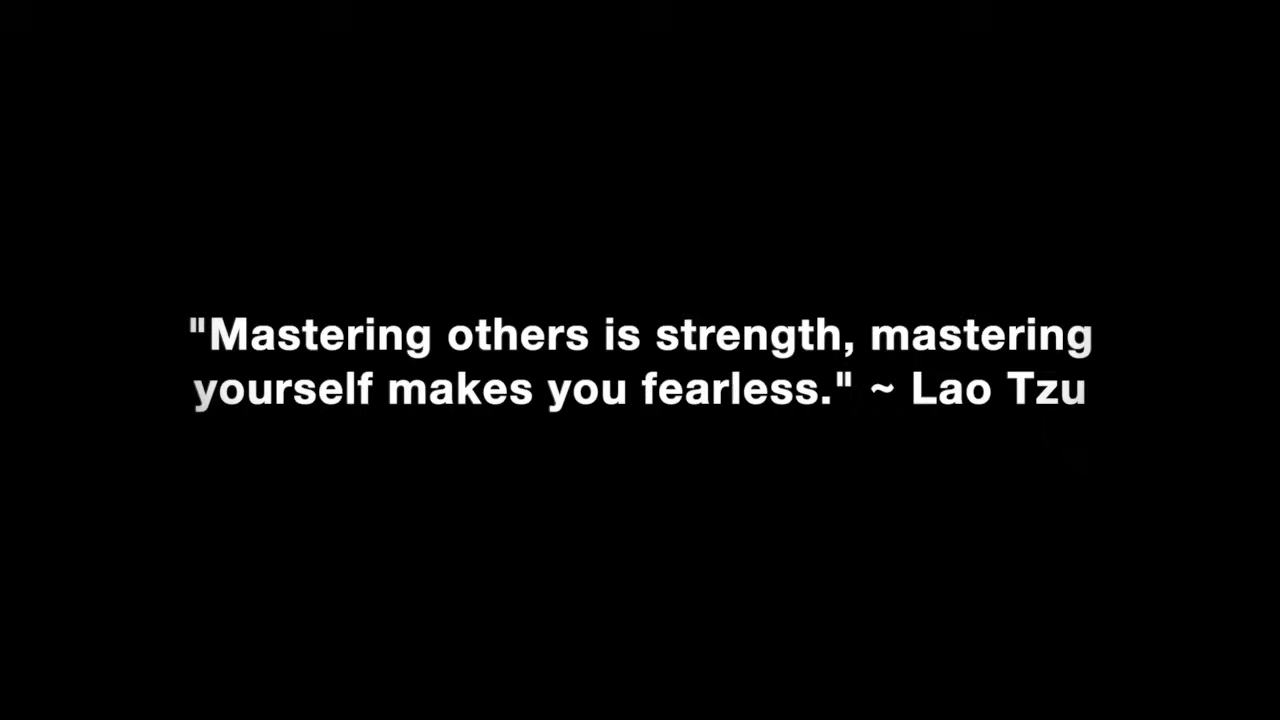 "Mastering others is strength, mastering
yourself makes you fearless." ~ Lao Tzu